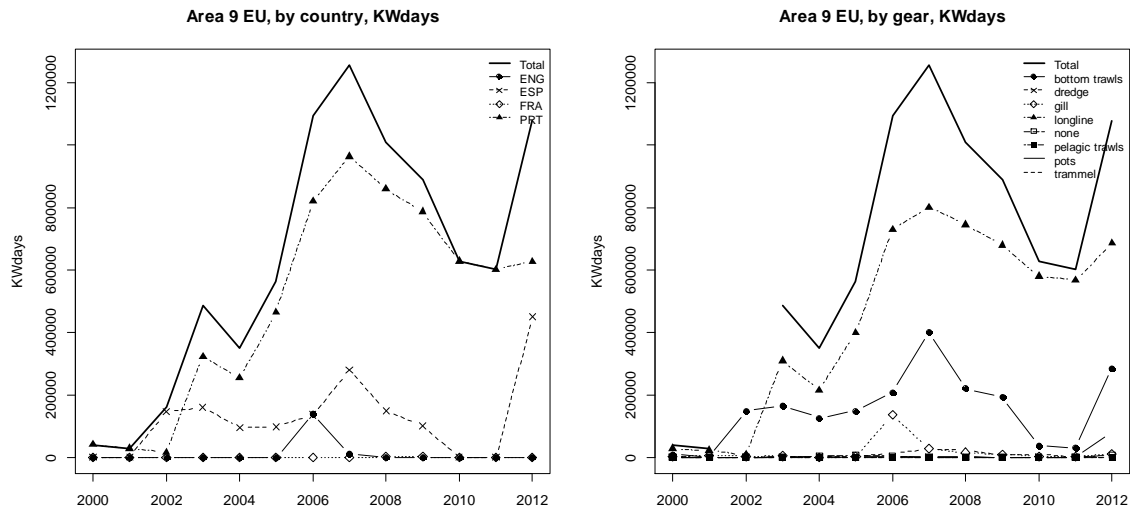 Area 9 EU, by country, KWdays
KWdays
0
200000
400000
600000
800000
1200000
2000
2002
2004
2006
2008
2010
2012
Total
ENG
ESP
FRA
PRT
Area 9 EU, by gear, KWdays
KWdays
0
200000
400000
600000
800000
1200000
2000
2002
2004
2006
2008
2010
2012
Total
bottom trawls
dredge
gill
longline
none
pelagic trawls
pots
trammel